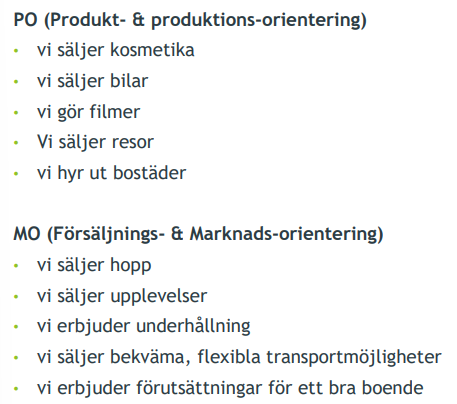 PO (Produkt- & produktions-orientering)
• vi säljer kosmetika
• vi säljer bilar
• vi gör filmer
• Vi säljer resor
• vi hyr ut bostäder
MO (Försäljnings- & Marknads-orientering)
• vi säljer hopp
• vi säljer upplevelser
• vi erbjuder underhållning
• vi säljer bekväma, flexibla transportmöjligheter
• vi erbjuder förutsättningar för ett bra boende